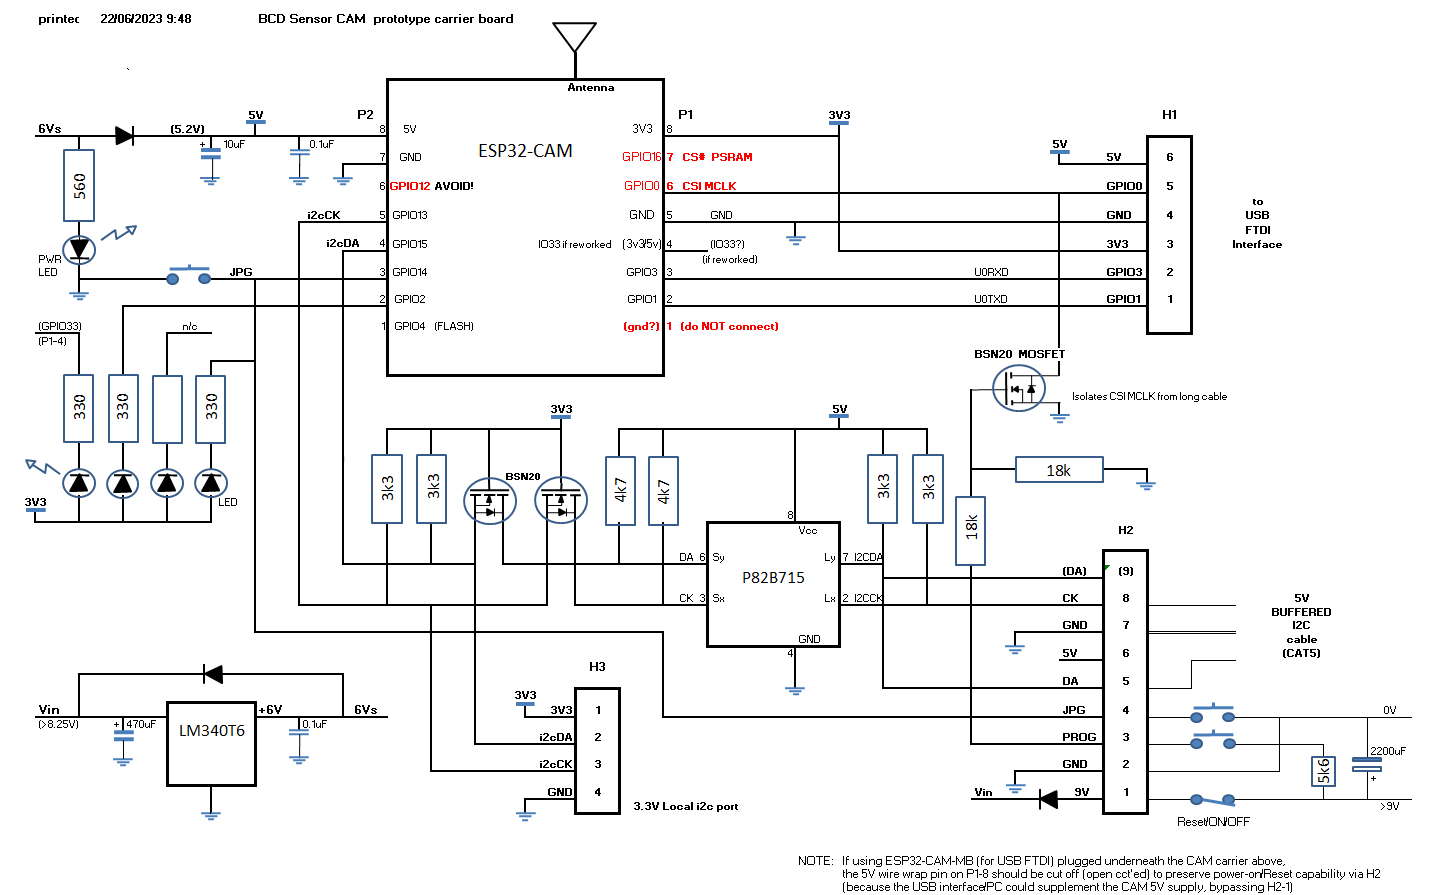 printed 22/06/2023 9:48 BCD Sensor CAM prototype carrier board
Antenna
P2
P1
3V3
H1
6Vs
(5.2V)
5V
8 5V
3V3 8
ESP32-CAM
+ 10uF
0.1uF
7 GND
GPIO16 7 CS# PSRAM
5V
5V 6
560
6 GPIO12 AVOID!
GPIO0 6 CSI MCLK
GPIO0 5
i2cCK 5 GPIO13
GND 5 GND
GND 4
i2cDA 4 GPIO15
IO33 if reworked (3v3/5v) 4 (IO33?)
(if reworked)
3V3 3
to
USB
FTDI
Interface
PWR
LED
JPG 3 GPIO14
GPIO3 3
U0RXD
GPIO3 2
2 GPIO2
GPIO1 2
U0TXD
GPIO1 1
(GPIO33)
(P1-4)
n/c
1 GPIO4 (FLASH)
(gnd?) 1 (do NOT connect)
BSN20 MOSFET
Isolates CSI MCLK from long cable
330
330
330
3V3
LED
3V3
5V
3k3
3k3
BSN20
4k7
4k7
3k3
3k3
18k
18k
8
Vcc
H2
DA 6 Sy
Ly 7 I2CDA
P82B715
CK 3 Sx
Lx 2 I2CCK
GND
4
(DA) (9)
CK 8
GND 7
5V 6
DA 5
JPG 4
PROG 3
GND 2
Vin 9V 1
5V
BUFFERED
I2C
cable
(CAT5)
0V
5k6
2200uF
+
>9V
Reset/ON/OFF
Vin
(>8.25V)
+ 470uF
LM340T6
+6V
0.1uF
6Vs
H3
3V3
3V3 1
i2cDA 2
i2cCK 3
GND 4
3.3V Local i2c port
NOTE: If using ESP32-CAM-MB (for USB FTDI) plugged underneath the CAM carrier above,
the 5V wire wrap pin on P1-8 should be cut off (open cct'ed) to preserve power-on/Reset capability via H2
(because the USB interface/PC could supplement the CAM 5V supply, bypassing H2-1)